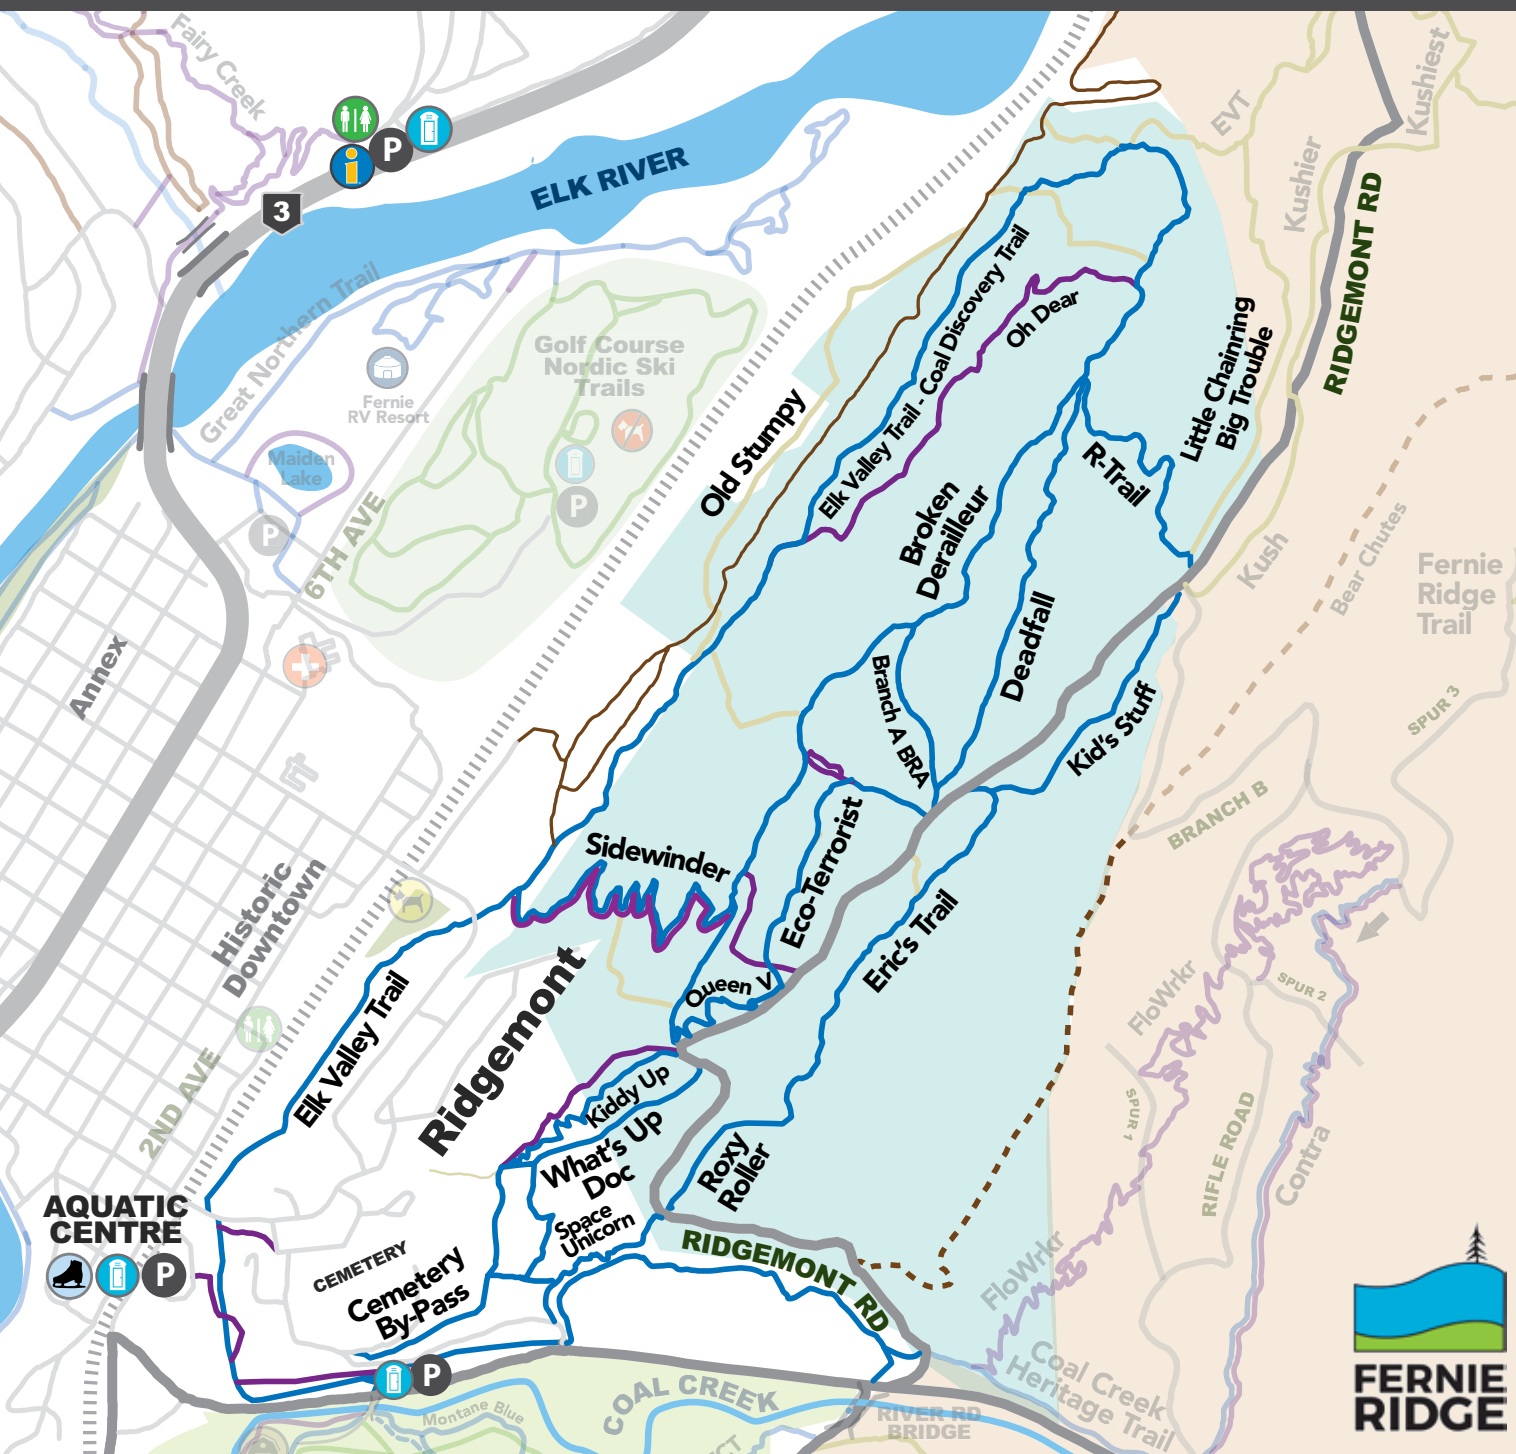 Fairy Creek
P
i
3
ELK RIVER
Great Northern Trail
Fernie
RV Resort
Golf Course
Nordic Ski
Trails
P
Maiden
Lake
P
6TH AVE
Annex
Historic
Downtown
2ND AVE
Old Stumpy
Elk Valley Trail - Coal Discovery Trail
Oh Dear
EVT
Kushiest
Kushier
RIDGEMONT RD
Little Chainring
Big Trouble
R-Trail
Broken
Derailleur
Deadfall
Kush
Bear Chutes
Fernie
Ridge
Trail
SPUR 3
Branch A BRA
Kid's Stuff
BRANCH B
Sidewinder
Eco-Terrorist
Eric's Trail
Queen V
Ridgemont
Elk Valley Trail
Kiddy Up
What's Up
Doc
Space
Unicorn
Roxy
Roller
FloWrkr
SPUR 2
SPUR 1
RIFLE ROAD
Contra
FloWrkr
AQUATIC
CENTRE
P
CEMETERY
Cemetery
By-Pass
RIDGEMONT RD
P
COAL CREEK
Montane Blue
RIVER RD
BRIDGE
Coal Creek
Heritage Trail
FERNIE
RIDGE